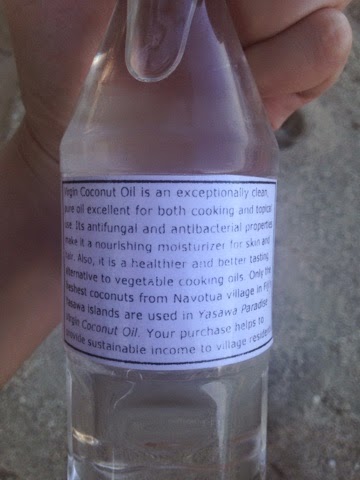 Virgin Coconut Oil is an exceptionally clean,
pure oil excellent for both cooking and topical
use. Its antifungal and antibacterial properties
make it a nourishing moisturizer for skin and
hair. Also, it is a healthier and better tasting
alternative to vegetable cooking oils. Only the
freshest coconuts from Navotua village in Fiji's
Yasawa Islands are used in Yasawa Paradise
Virgin Coconut Oil. Your purchase helps to
provide sustainable income to village residents